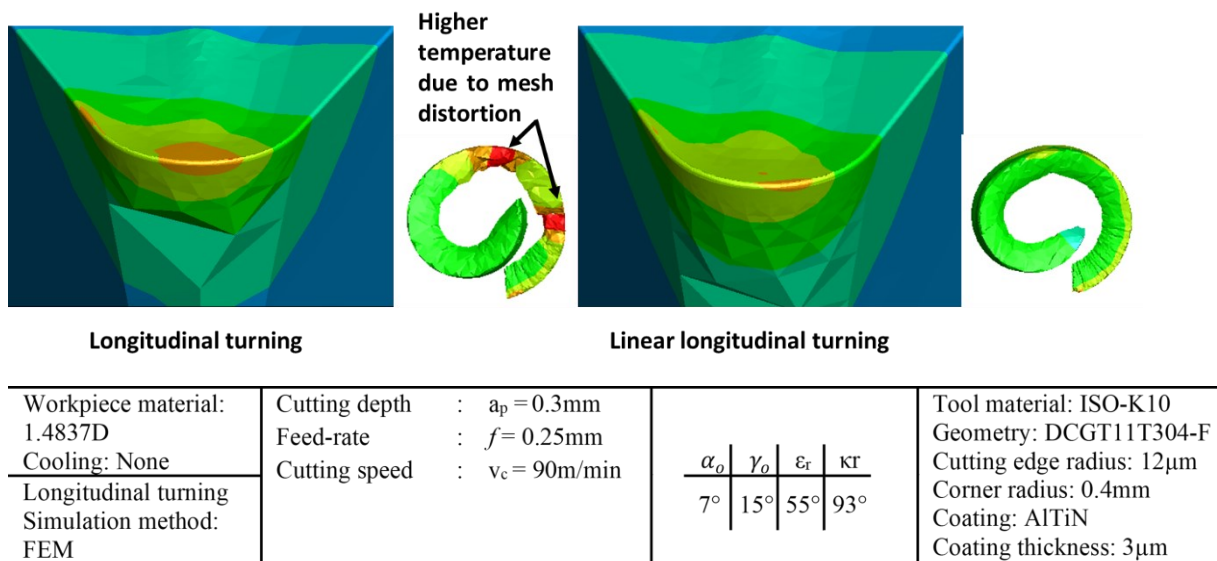 Higher
temperature
due to mesh
distortion
Longitudinal turning
Linear longitudinal turning
Workpiece material:
1.4837D
Cooling: None
Longitudinal turning
Simulation method:
FEM
Cutting depth : ap = 0.3mm
Feed-rate : f = 0.25mm
Cutting speed : vc = 90m/min
αo γo εr κr
7° 15° 55° 93°
Tool material: ISO-K10
Geometry: DCGT11T304-F
Cutting edge radius: 12μm
Corner radius: 0.4mm
Coating: AlTiN
Coating thickness: 3μm